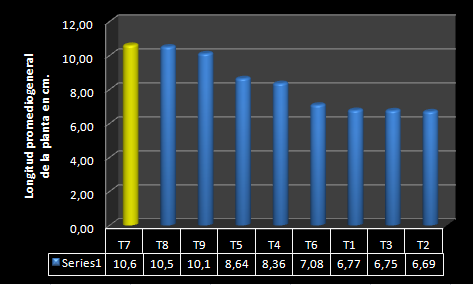 12,00
10,00
8,00
6,00
4,00
2,00
0,00
Longitud promediogeneral
de la planta en cm.
T7 T8 T9 T5 T4 T6 T1 T3 T2
Series1 10,6 10,5 10,1 8,64 8,36 7,08 6,77 6,75 6,69